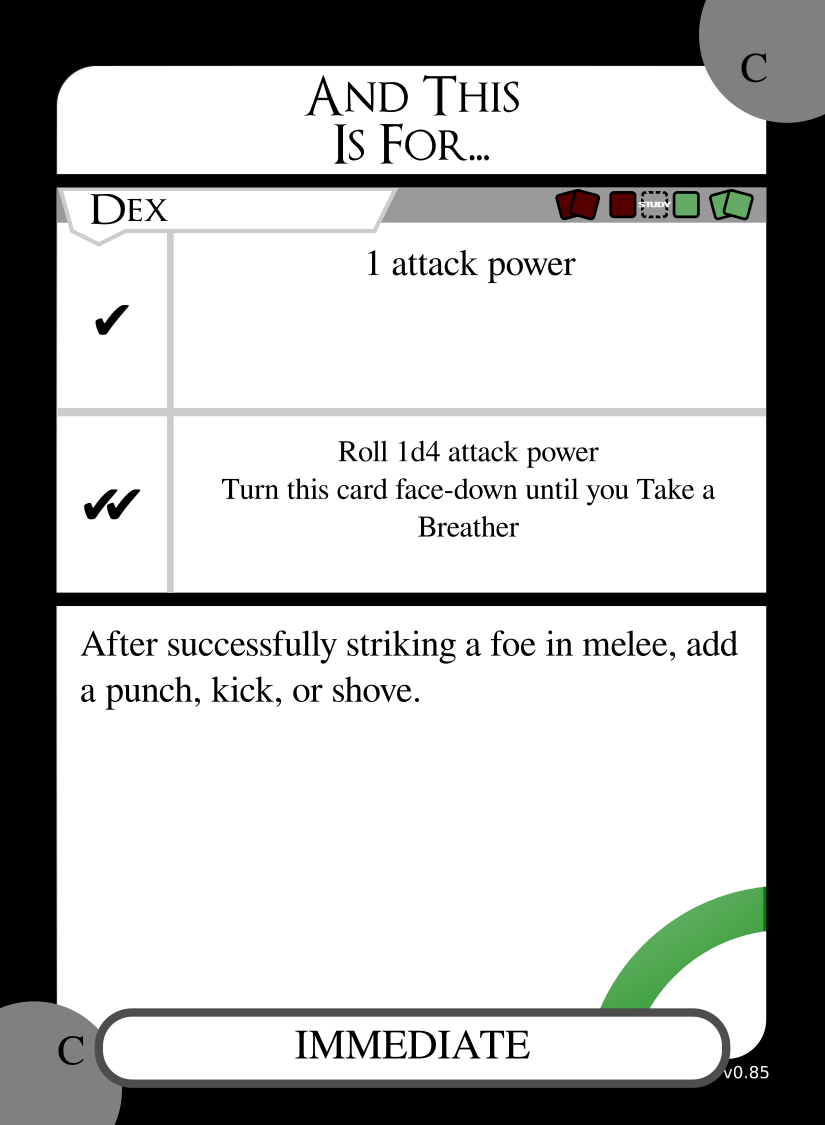 C
And This
Is For...
Dex
STUDY
✔
1 attack power
✔✔
Roll 1d4 attack power
Turn this card face-down until you Take a
Breather
After successfully striking a foe in melee, add
a punch, kick, or shove.
C
IMMEDIATE
v0.85